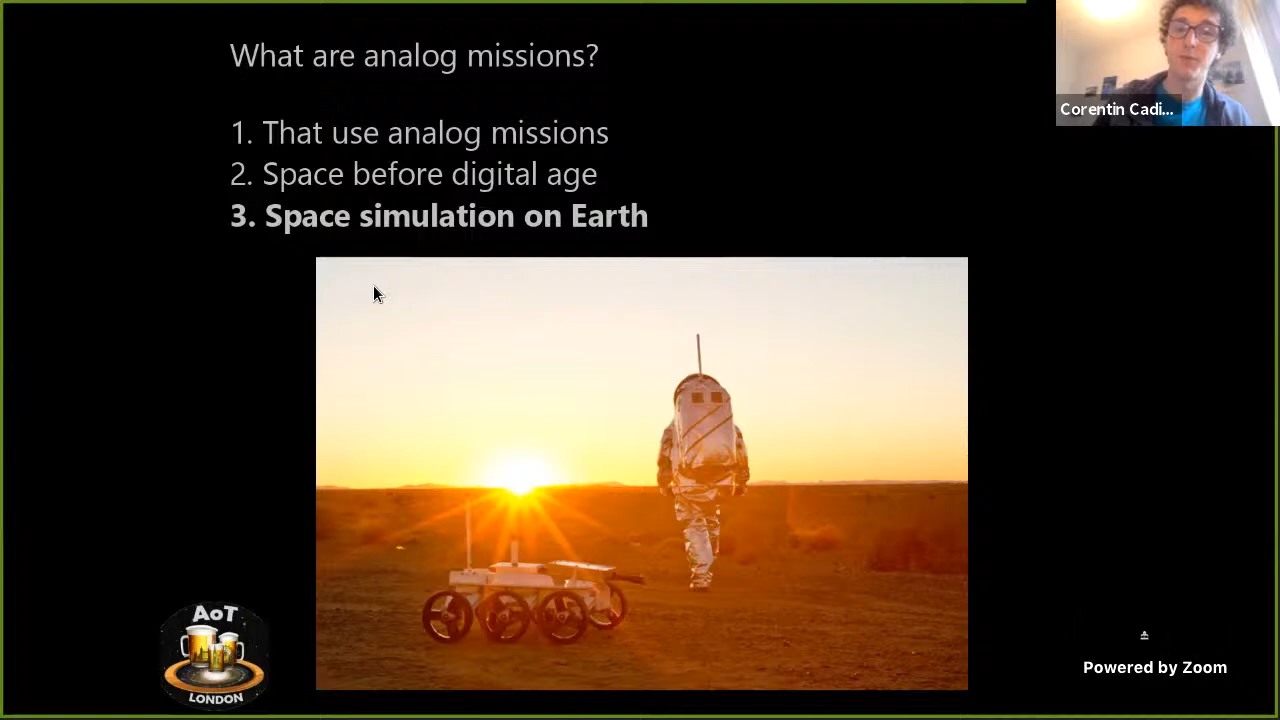 What are analog missions?
1. That use analog missions
2. Space before digital age
3. Space simulation on Earth
Corentin Cadi...
AoT
LONDON
Powered by Zoom